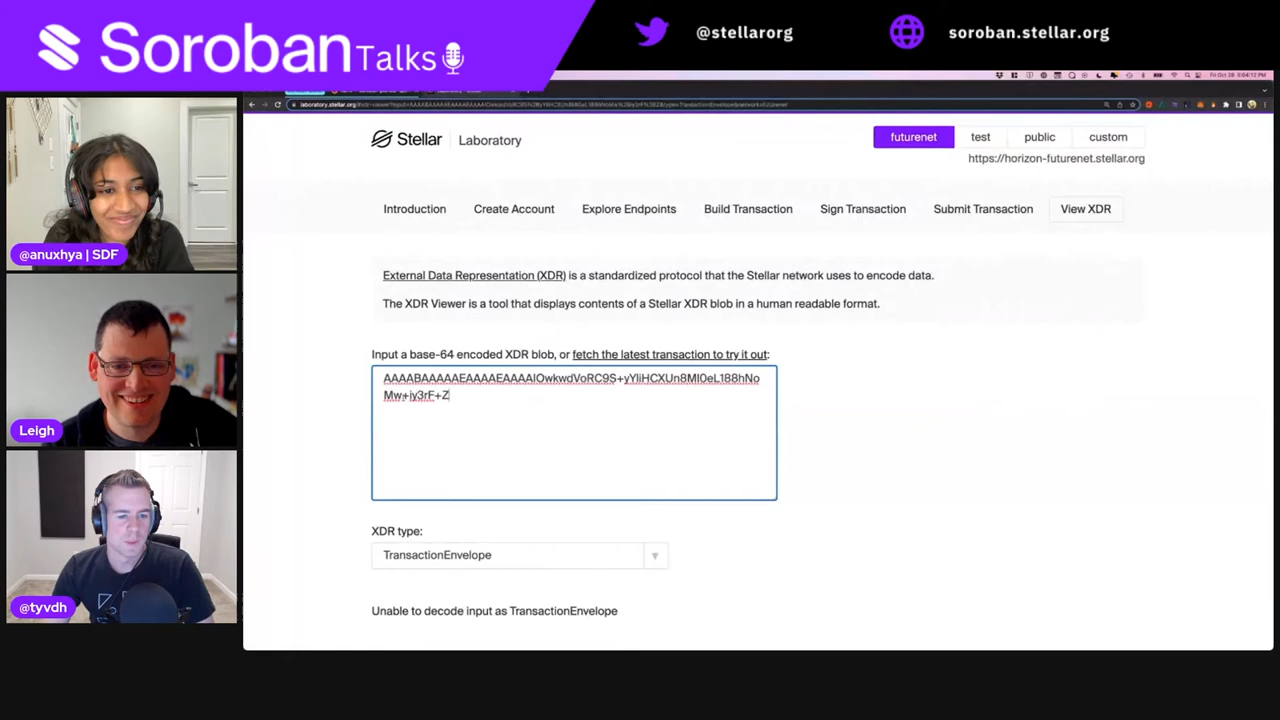 Soroban Talks
@stellarorg
soroban.stellar.org
@anuxhya | SDF
Leigh
@tyvdh
Stellar | Laboratory
futurenet
test
public
custom
https://horizon-futurenet.stellar.org
Introduction
Create Account
Explore Endpoints
Build Transaction
Sign Transaction
Submit Transaction
View XDR
External Data Representation (XDR) is a standardized protocol that the Stellar network uses to encode data.
The XDR Viewer is a tool that displays contents of a Stellar XDR blob in a human readable format.
Input a base-64 encoded XDR blob, or fetch the latest transaction to try it out:
AAAABAAAAAEAAAAEAAAAIOwkwdVoRC9S+yYliHCXUn8MI0eL188hNo
Mw+jy3rF+Z
XDR type:
TransactionEnvelope
Unable to decode input as TransactionEnvelope